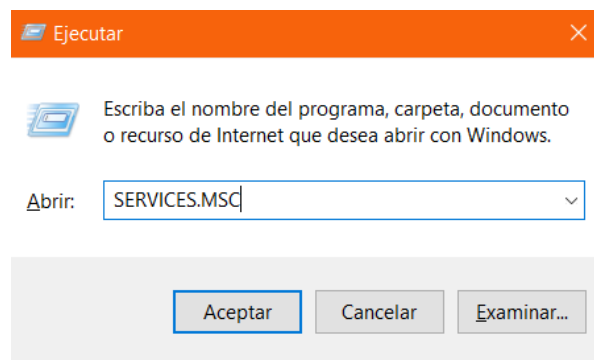 Ejecutar
Escriba el nombre del programa, carpeta, documento
o recurso de Internet que desea abrir con Windows.
Abrir: SERVICES.MSC
Aceptar Cancelar Examinar...